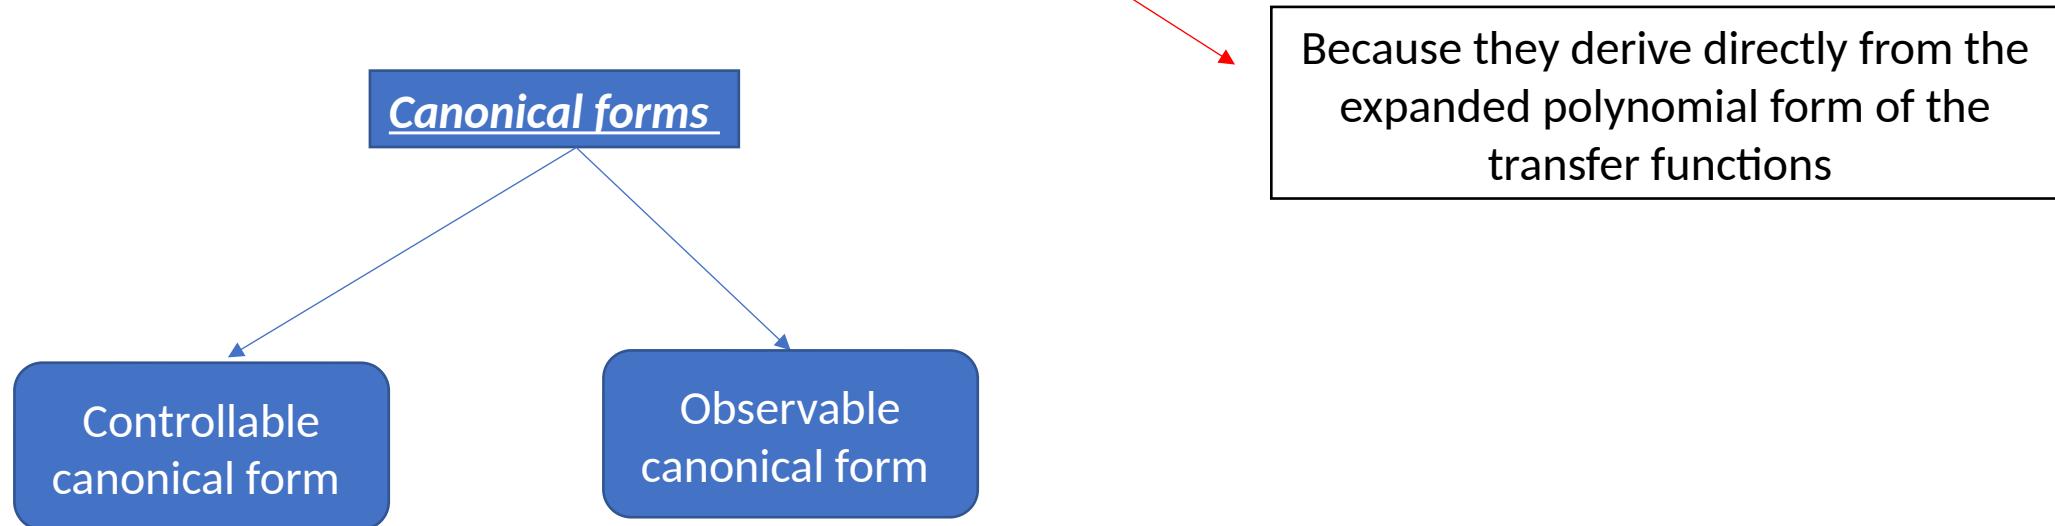 Because they derive directly from the
expanded polynomial form of the
transfer functions
Canonical forms
Controllable
canonical form
Observable
canonical form